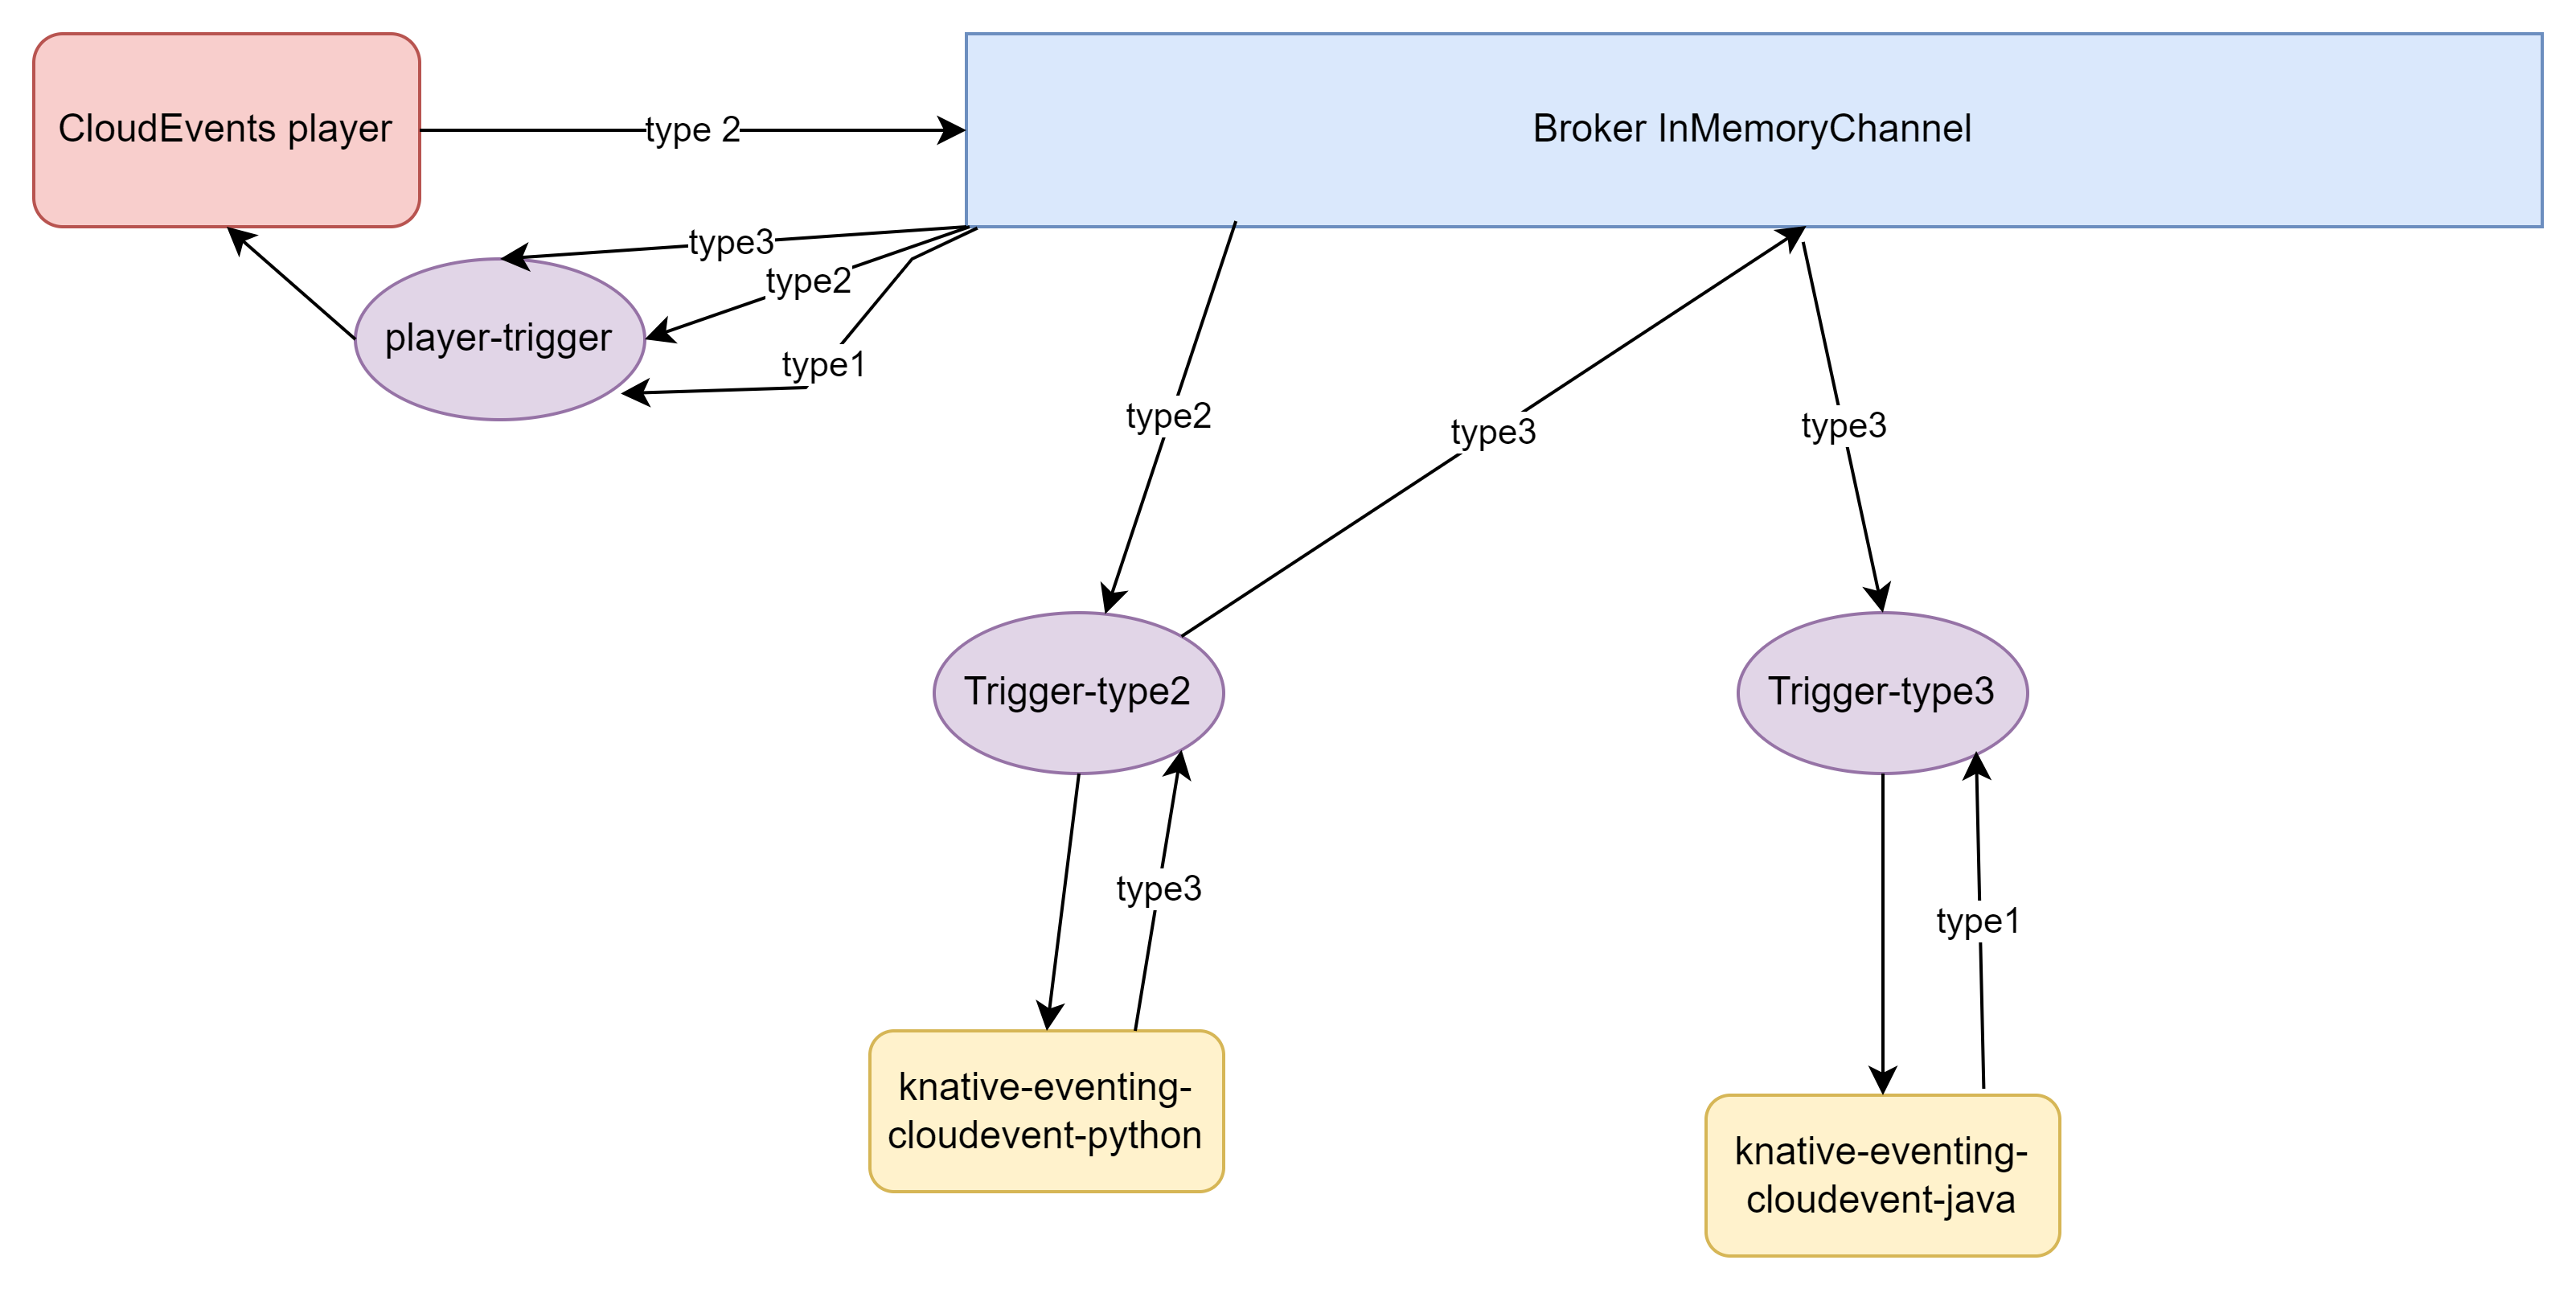 CloudEvents player
type 2
Broker InMemoryChannel
type3
type2
type1
player-trigger
type2
type3
type3
Trigger-type2
Trigger-type3
type3
type1
knative-eventing-
cloudevent-python
knative-eventing-
cloudevent-java